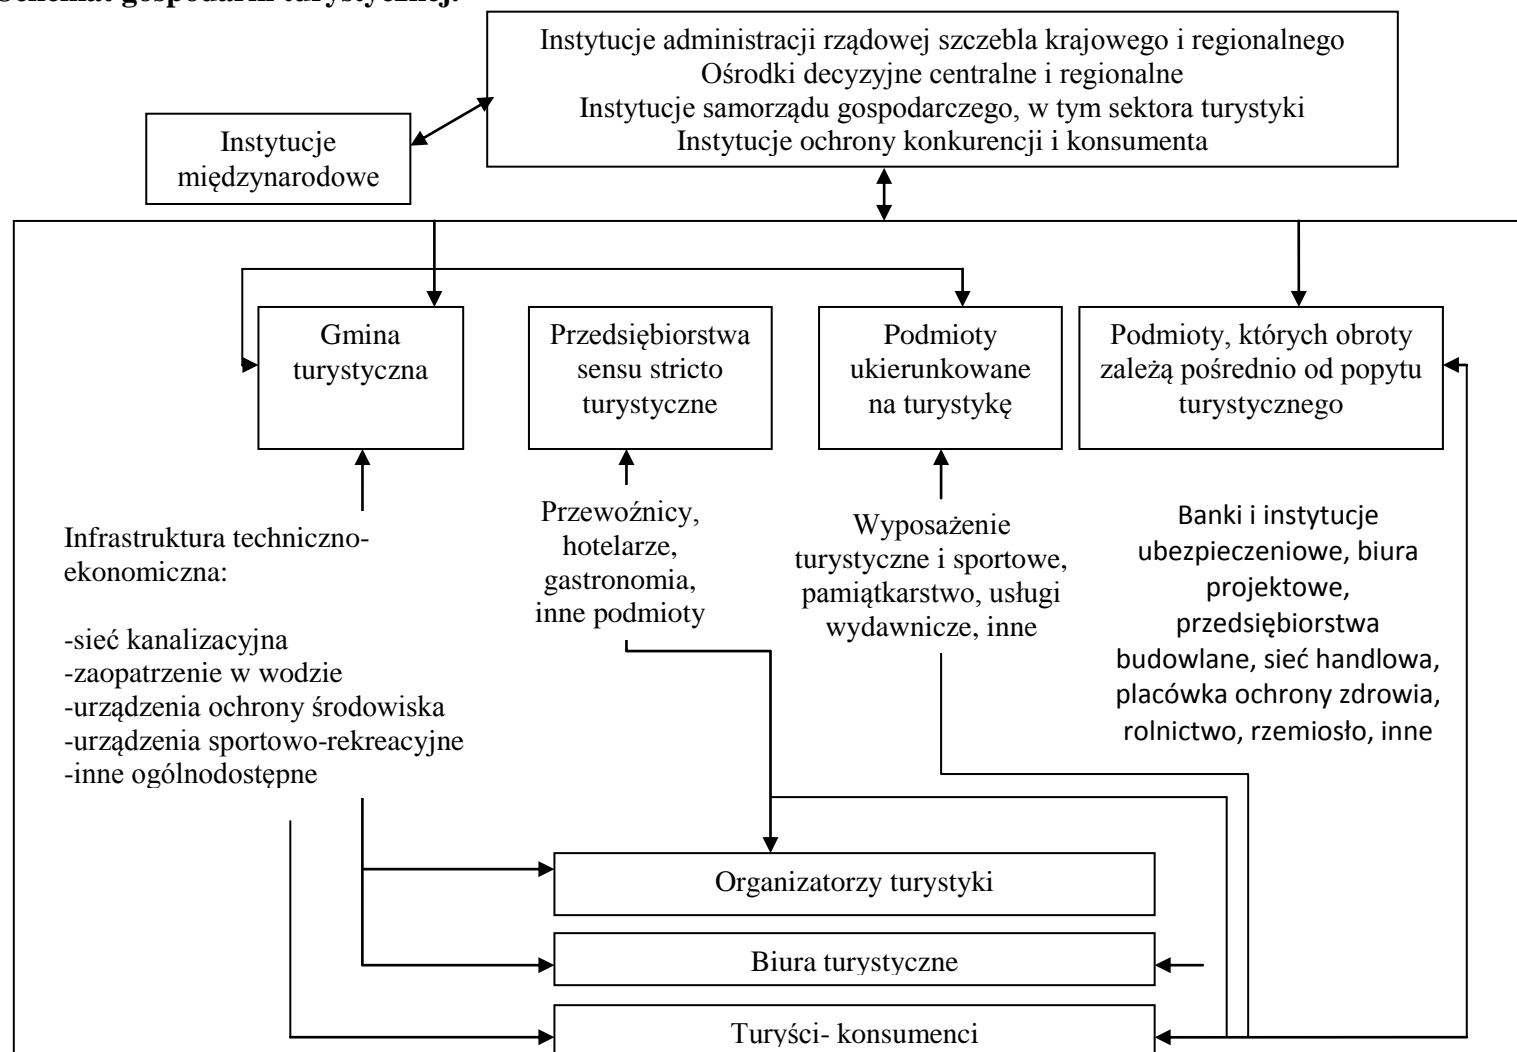 Schemat gospodarki turystycznej.
Instytucje administracji rządowej szczebla krajowego i regionalnego
Ośrodki decyzyjne centralne i regionalne
Instytucje samorządu gospodarczego, w tym sektora turystyki
Instytucje ochrony konkurencji i konsumenta
Instytucje
międzynarodowe
Gmina
turystyczna
Przedsiębiorstwa
sensu stricto
turystyczne
Podmioty
ukierunkowane
na turystykę
Podmioty, których obroty
zależą pośrednio od popytu
turystycznego
Infrastruktura techniczno-
ekonomiczna:
-sieć kanalizacyjna
-zaopatrzenie w wodzie
-urządzenia ochrony środowiska
-urządzenia sportowo-rekreacyjne
-inne ogólnodostępne
Przewoźnicy,
hotelarze,
gastronomia,
inne podmioty
Wyposażenie
turystyczne i sportowe,
pamiątkarstwo, usługi
wydawnicze, inne
Banki i instytucje
ubezpieczeniowe, biura
projektowe,
przedsiębiorstwa
budowlane, sieć handlowa,
placówka ochrony zdrowia,
rolnictwo, rzemiosło, inne
Organizatorzy turystyki
Biura turystyczne
Turyści- konsumenci